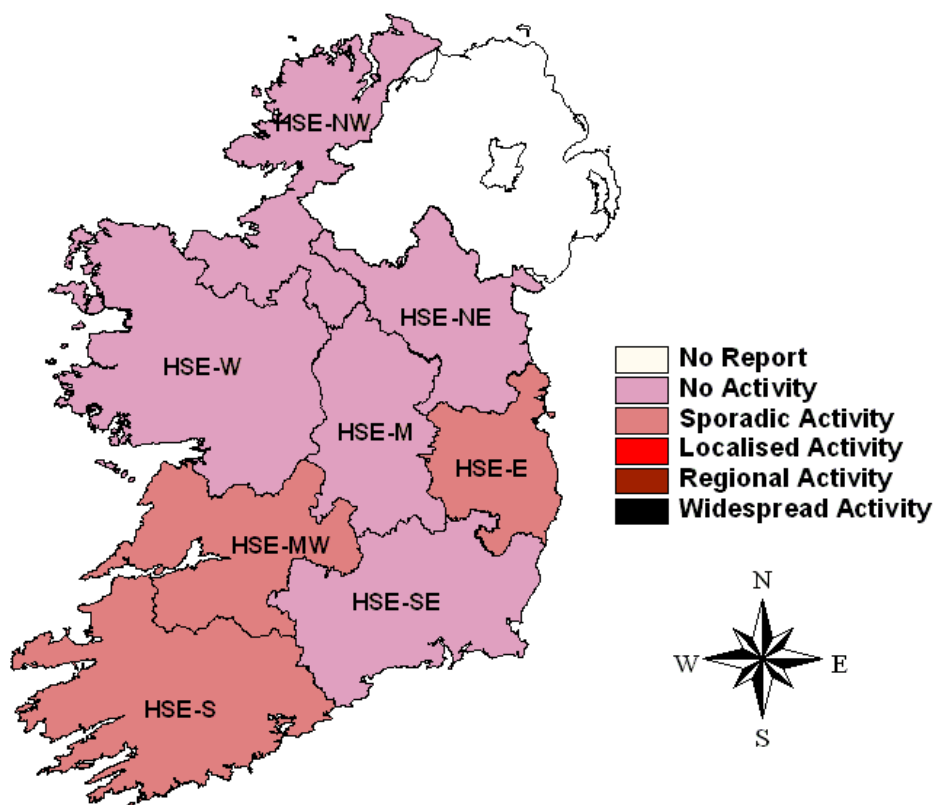 HSE-NW
HSE-NE
HSE-W
HSE-M
HSE-E
HSE-MW
HSE-SE
HSE-S
No Report
No Activity
Sporadic Activity
Localised Activity
Regional Activity
Widespread Activity
N
W
E
S